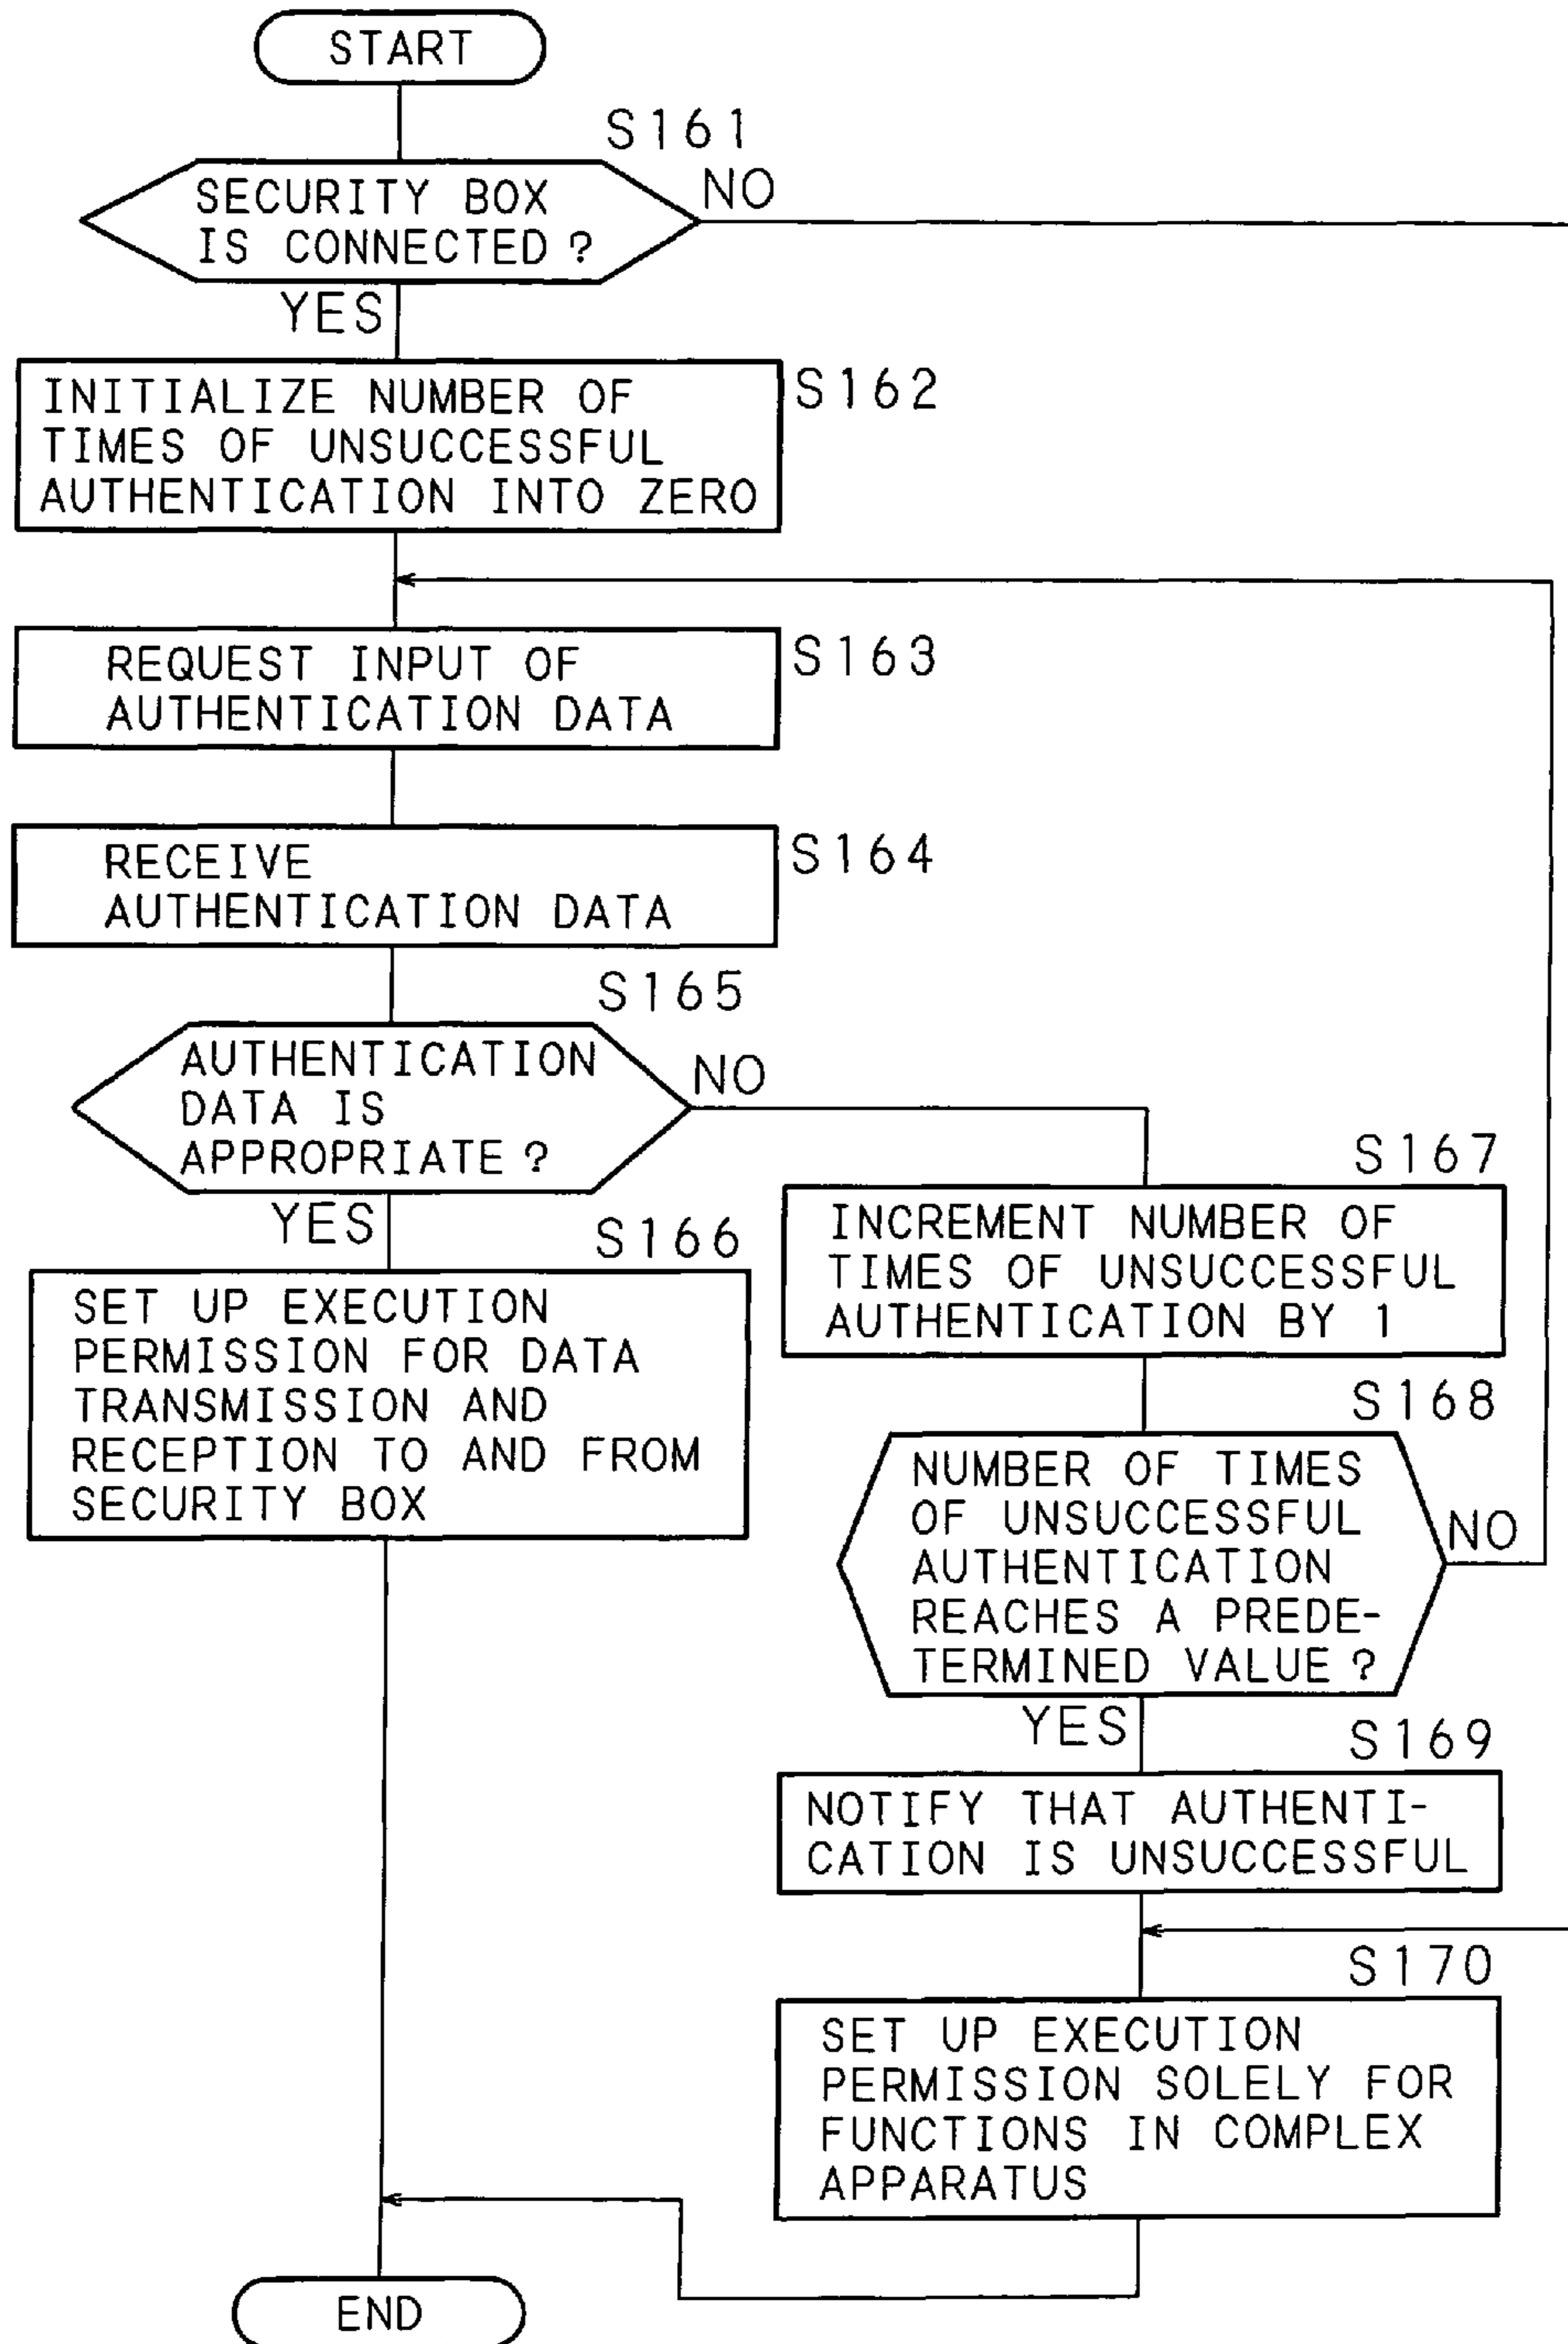 START
S161
SECURITY BOX
IS CONNECTED?
NO
YES
INITIALIZE NUMBER OF
TIMES OF UNSUCCESSFUL
AUTHENTICATION INTO ZERO
S162
REQUEST INPUT OF
AUTHENTICATION DATA
S163
RECEIVE
AUTHENTICATION DATA
S164
S165
AUTHENTICATION
DATA IS
APPROPRIATE?
NO
YES
S166
SET UP EXECUTION
PERMISSION FOR DATA
TRANSMISSION AND
RECEPTION TO AND FROM
SECURITY BOX
S167
INCREMENT NUMBER OF
TIMES OF UNSUCCESSFUL
AUTHENTICATION BY 1
S168
NUMBER OF TIMES
OF UNSUCCESSFUL
AUTHENTICATION
REACHES A PREDE-
TERMINED VALUE?
NO
YES
S169
NOTIFY THAT AUTHENTI-
CATION IS UNSUCCESSFUL
S170
SET UP EXECUTION
PERMISSION SOLELY FOR
FUNCTIONS IN COMPLEX
APPARATUS
END